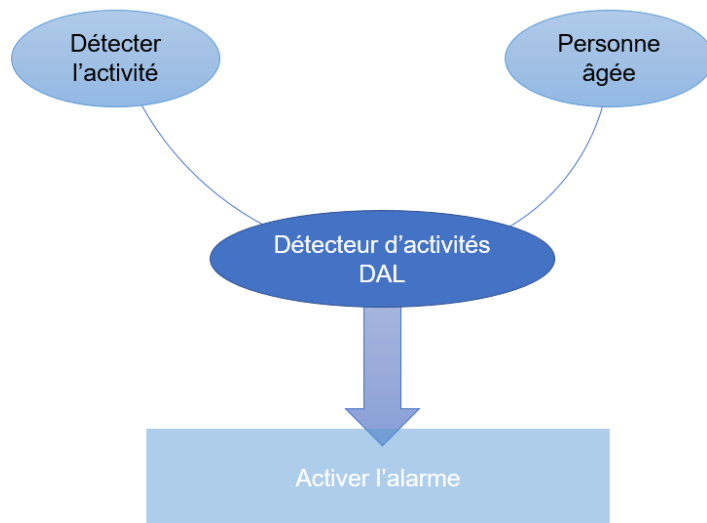 Détecter
l’activité
Personne
âgée
Détecteur d’activités
DAL
Activer l’alarme